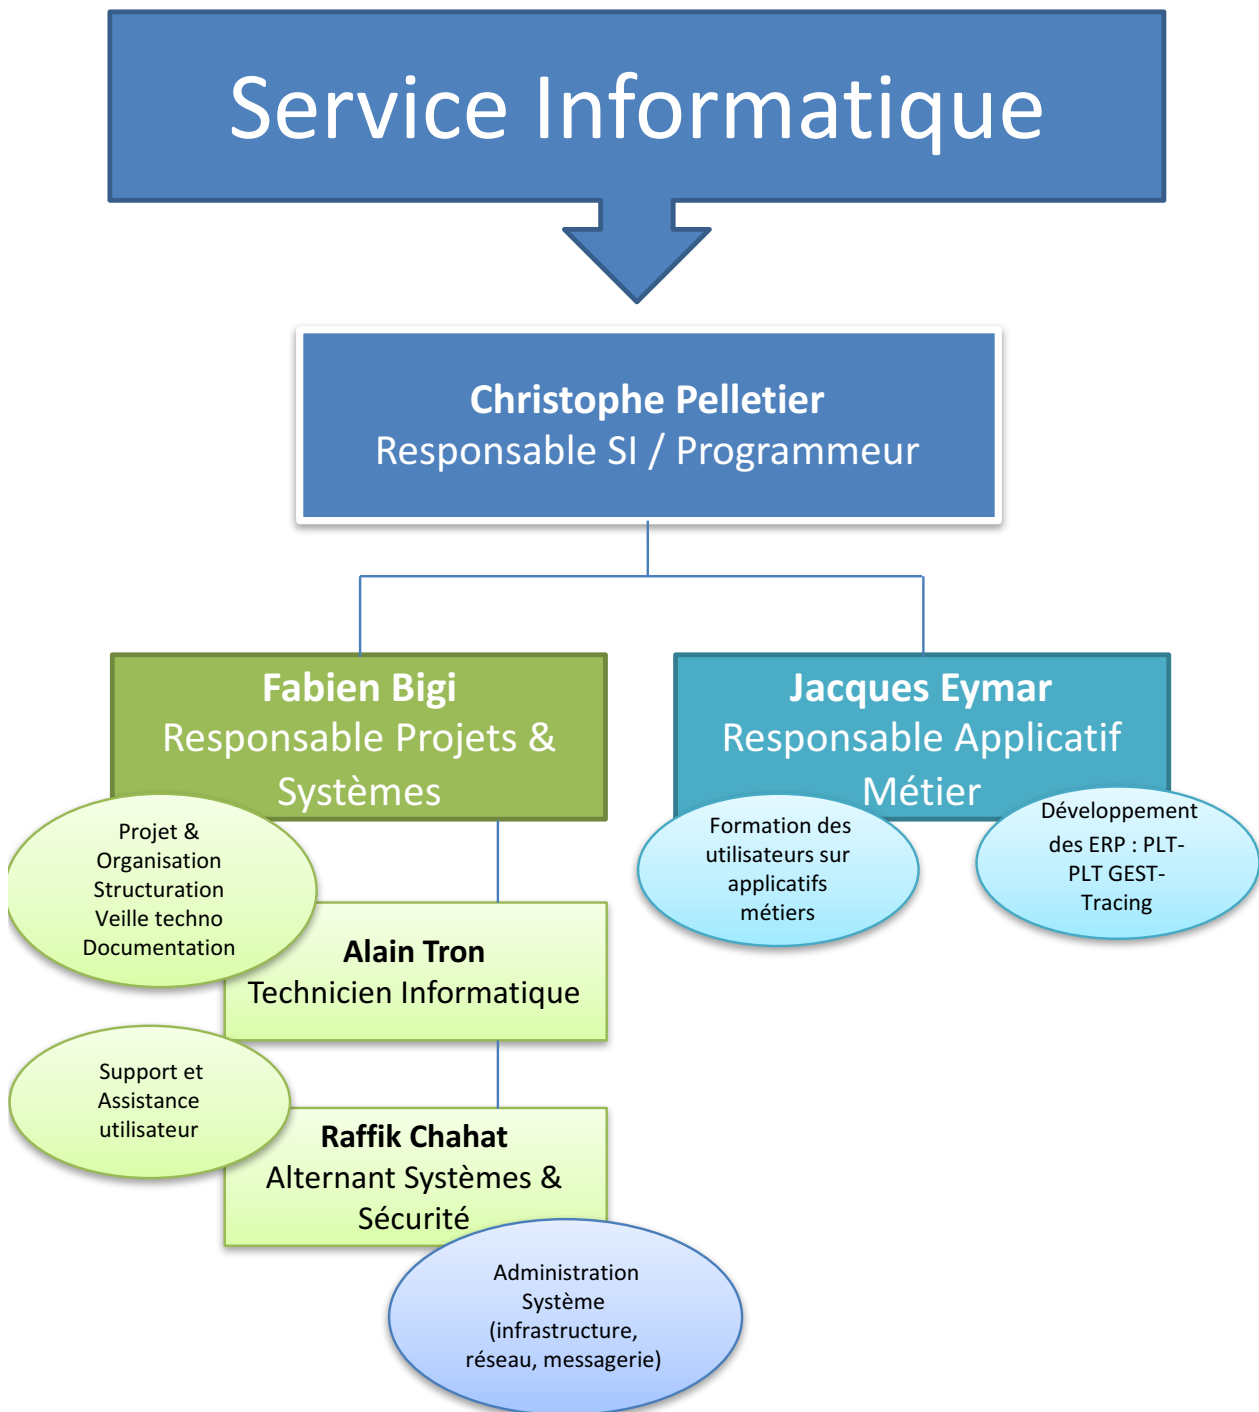 Service Informatique
Christophe Pelletier
Responsable SI / Programmeur
Fabien Bigi
Responsable Projets &
Systèmes
Jacques Eymar
Responsable Applicatif
Métier
Projet &
Organisation
Structuration
Veille techno
Documentation
Formation des
utilisateurs sur
applicatifs
métiers
Développement
des ERP : PLT-
PLT GEST-
Tracing
Alain Tron
Technicien Informatique
Support et
Assistance
utilisateur
Raffik Chahat
Alternant Systèmes &
Sécurité
Administration
Système
(infrastructure,
réseau, messagerie)